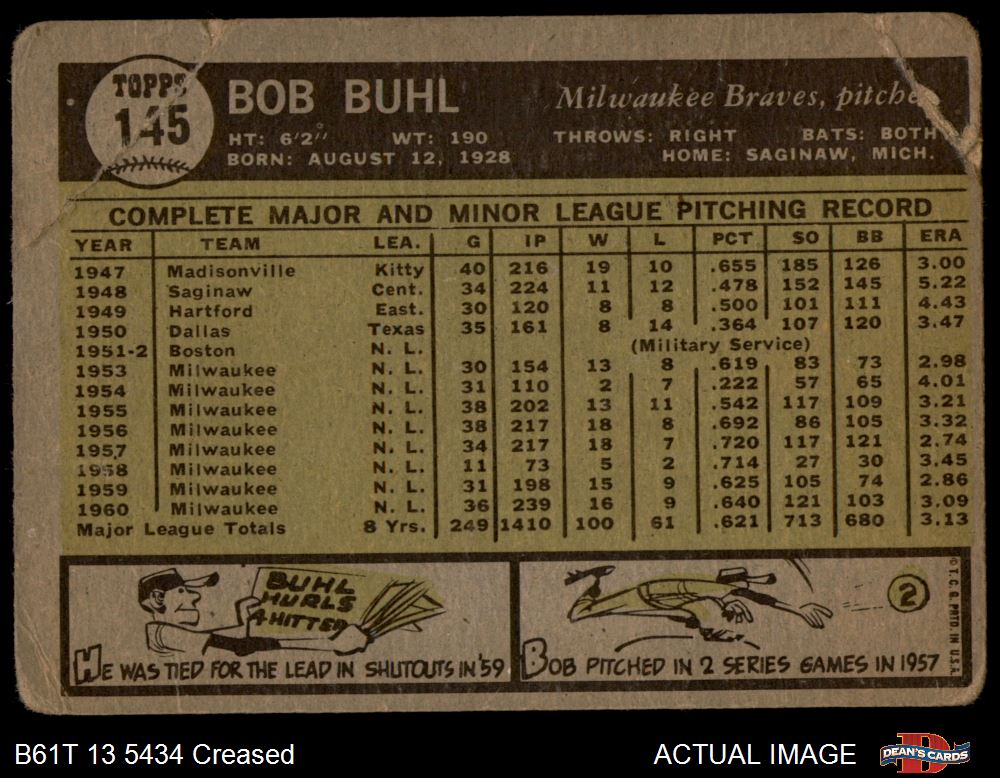 TOPPS
145
BOB BUHL
Milwaukee Braves, pitcher
HT: 6'2" WT: 190 THROWS: RIGHT BATS: BOTH
BORN: AUGUST 12, 1928 HOME: SAGINAW, MICH.
COMPLETE MAJOR AND MINOR LEAGUE PITCHING RECORD
YEAR TEAM LEA. G IP W L PCT SO BB ERA
1947 Madisonville Kitty 40 216 19 10 .655 185 126 3.00
1948 Saginaw Cent. 34 224 11 12 .478 152 145 5.22
1949 Hartford East. 30 120 8 8 .500 101 111 4.43
1950 Dallas Texas 35 161 8 14 .364 107 120 3.47
1951-2 Boston N. L. (Military Service)
1953 Milwaukee N. L. 30 154 13 8 .619 83 73 2.98
1954 Milwaukee N. L. 31 110 2 7 .222 57 65 4.01
1955 Milwaukee N. L. 38 202 13 11 .542 117 109 3.21
1956 Milwaukee N. L. 38 217 18 8 .692 86 105 3.32
1957 Milwaukee N. L. 34 217 18 7 .720 117 121 2.74
1958 Milwaukee N. L. 11 73 5 2 .714 27 30 3.45
1959 Milwaukee N. L. 31 198 15 9 .625 105 74 2.86
1960 Milwaukee N. L. 36 239 16 9 .640 121 103 3.09
Major League Totals 8 Yrs. 249 1410 100 61 .621 713 680 3.13
BUHL
HURLS
4-HITTER
HE WAS TIED FOR THE LEAD IN SHUTOUTS IN '59
BOB PITCHED IN 2 SERIES GAMES IN 1957
2
© T. C. G. PRTD. IN U.S.A.
B61T 13 5434 Creased
ACTUAL IMAGE
DEAN'S CARDS